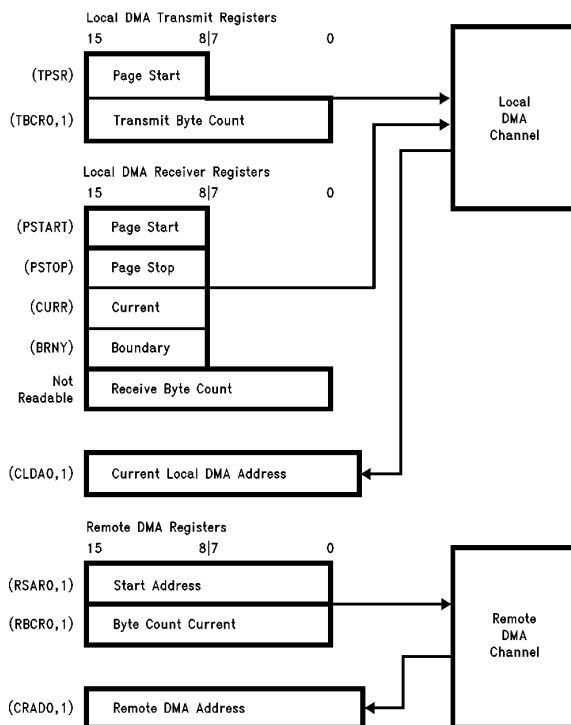 Local DMA Transmit Registers
15 8|7 0
(TPSR) Page Start
(TBCR0,1) Transmit Byte Count
Local DMA Channel
Local DMA Receiver Registers
15 8|7 0
(PSTART) Page Start
(PSTOP) Page Stop
(CURR) Current
(BRNY) Boundary
Not Readable Receive Byte Count
(CLDA0,1) Current Local DMA Address
Remote DMA Registers
15 8|7 0
(RSAR0,1) Start Address
(RBCR0,1) Byte Count Current
Remote DMA Channel
(CRAD0,1) Remote DMA Address